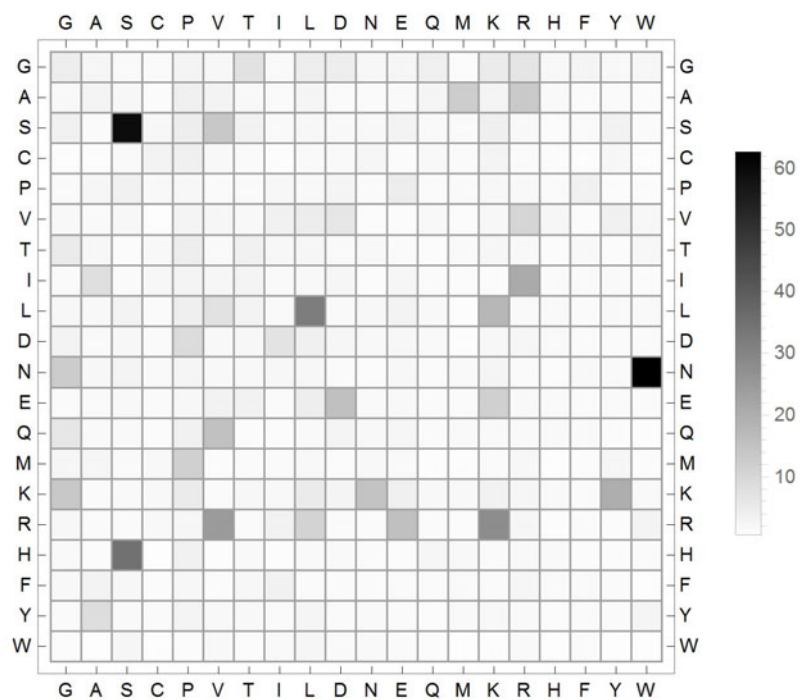 G A S C P V T I L D N E Q M K R H F Y W
G G
A A
S S
C C
P P
V V
T T
I I
L L
D D
N N
E E
Q Q
M M
K K
R R
H H
F F
Y Y
W W
G A S C P V T I L D N E Q M K R H F Y W
60
50
40
30
20
10